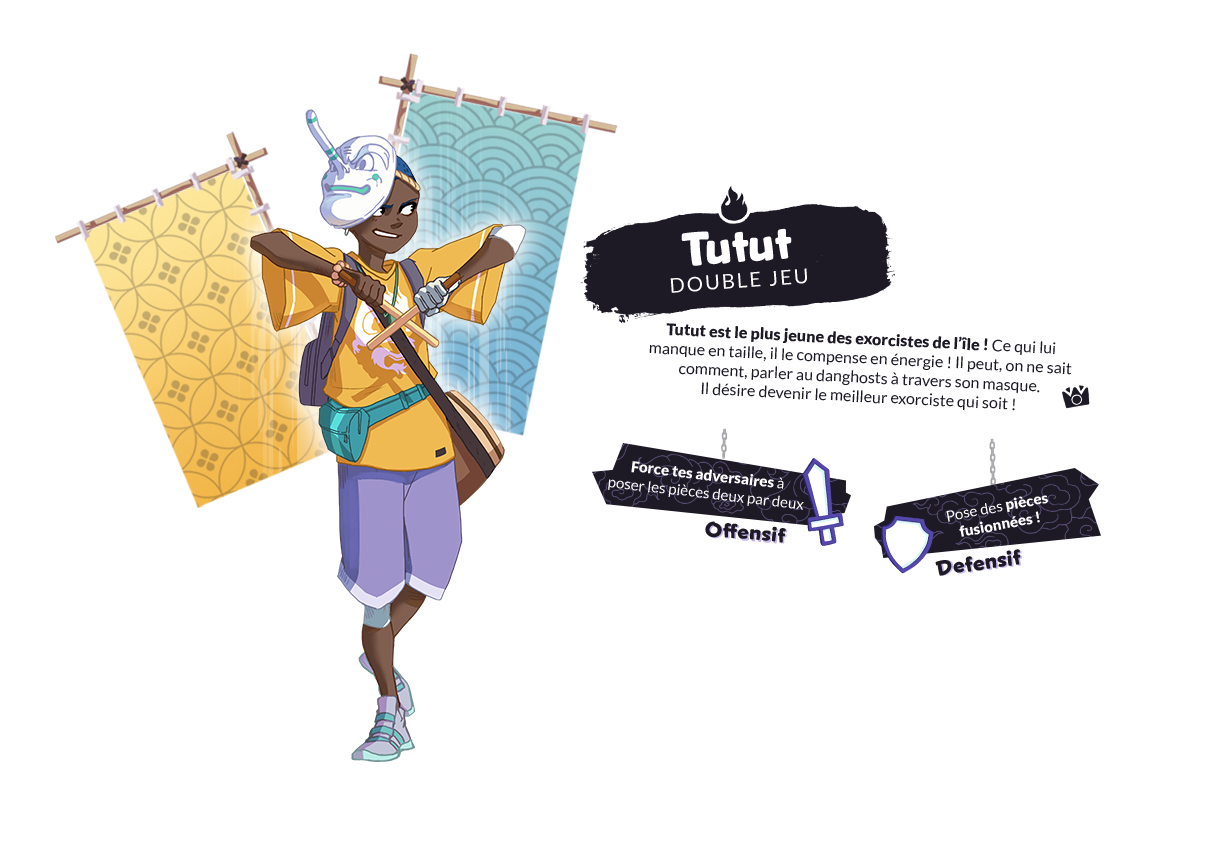 Tutut
DOUBLE JEU
Tutut est le plus jeune des exorcistes de l'île ! Ce qui lui
manque en taille, il le compense en énergie ! Il peut, on ne sait
comment, parler au danghosts à travers son masque.
Il désire devenir le meilleur exorciste qui soit !
Force tes adversaires à
poser les pièces deux par deux
Offensif
Pose des pièces
fusionnées !
Defensif